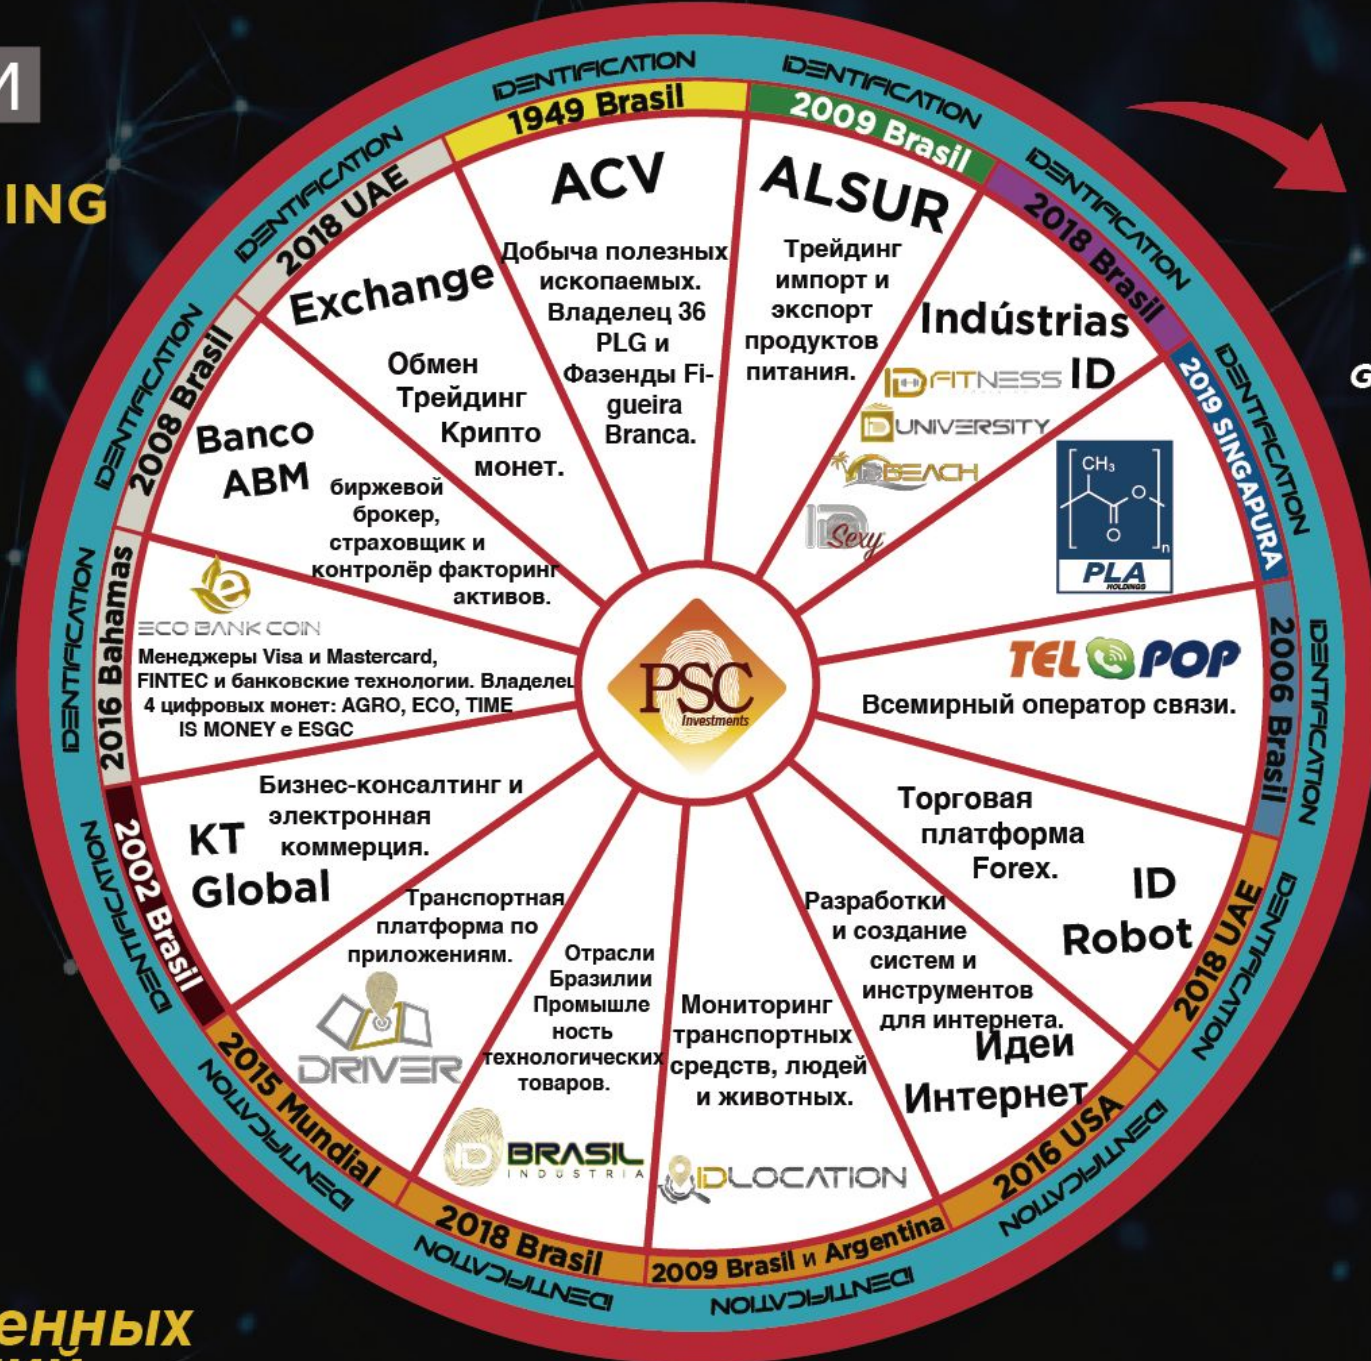 И
ING
G
IDENTIFICATION
1949 Brasil
ACV
Добыча полезных
ископаемых.
Владелец 36
PLG и
Фазенды Fi-
gueira
Branca.
IDENTIFICATION
2009 Brasil
ALSUR
Трейдинг
импорт и
экспорт
продуктов
питания.
IDENTIFICATION
2018 Brasil
Indústrias
ID
ID FITNESS
ID UNIVERSITY
ID BEACH
ID Sexy
IDENTIFICATION
2019 SINGAPURA
CH₃
O
O
n
PLA
HOLDINGS
IDENTIFICATION
2006 Brasil
TEL POP
Всемирный оператор связи.
IDENTIFICATION
2018 UAE
Торговая
платформа
Forex.
ID
Robot
IDENTIFICATION
2016 USA
Разработки
и создание
систем и
инструментов
для интернета.
Идеи
Интернет
IDENTIFICATION
2009 Brasil и Argentina
Мониторинг
транспортных
средств, людей
и животных.
IDLOCATION
IDENTIFICATION
2018 Brasil
Отрасли
Бразилии
Промышле
ность
технологических
товаров.
ID BRASIL
INDÚSTRIA
IDENTIFICATION
2015 Mundial
Транспортная
платформа по
приложениям.
DRIVER
IDENTIFICATION
2002 Brasil
Бизнес-консалтинг и
электронная
коммерция.
KT
Global
IDENTIFICATION
2016 Bahamas
e
ECO BANK COIN
Менеджеры Visa и Mastercard,
FINTEC и банковские технологии. Владелец
4 цифровых монет: AGRO, ECO, TIME
IS MONEY e ESGC
IDENTIFICATION
2008 Brasil
Banco
ABM
биржевой
брокер,
страховщик и
контролёр факторинг
активов.
IDENTIFICATION
2018 UAE
Exchange
Обмен
Трейдинг
Крипто
монет.
PSC
Investments
енных